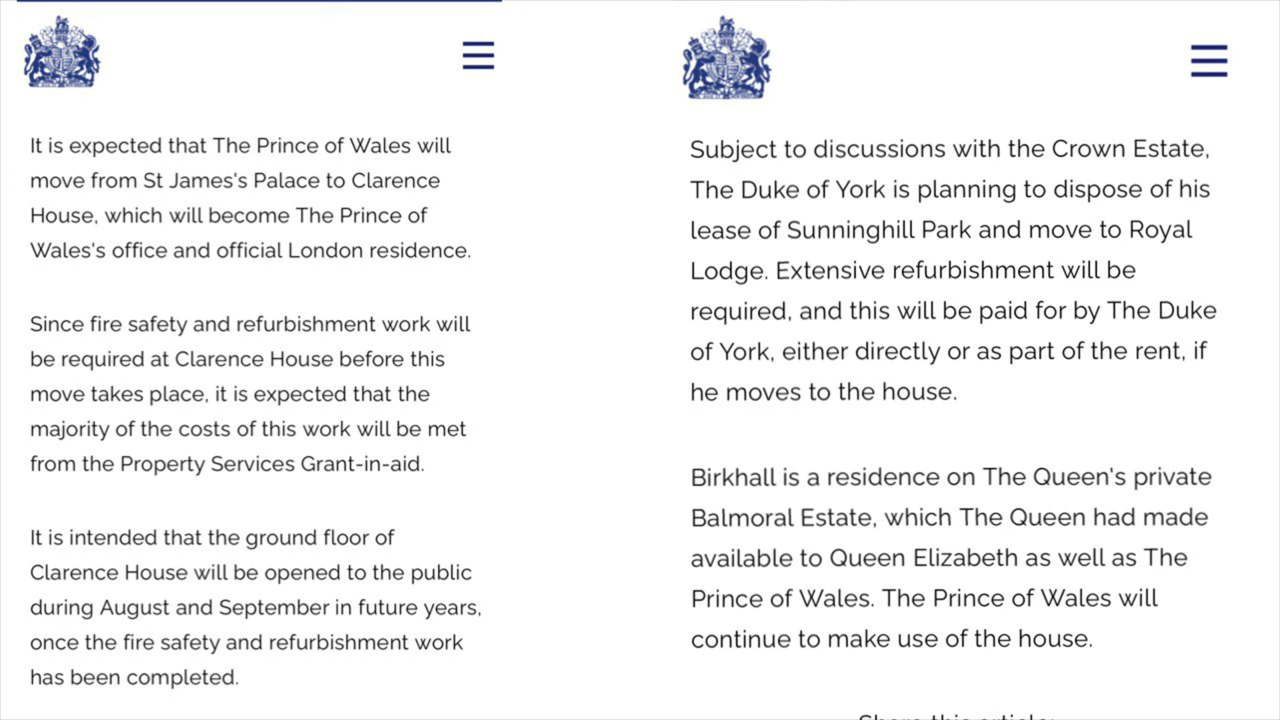 It is expected that The Prince of Wales will
move from St James's Palace to Clarence
House, which will become The Prince of
Wales's office and official London residence.
Since fire safety and refurbishment work will
be required at Clarence House before this
move takes place, it is expected that the
majority of the costs of this work will be met
from the Property Services Grant-in-aid.
It is intended that the ground floor of
Clarence House will be opened to the public
during August and September in future years,
once the fire safety and refurbishment work
has been completed.
Subject to discussions with the Crown Estate,
The Duke of York is planning to dispose of his
lease of Sunninghill Park and move to Royal
Lodge. Extensive refurbishment will be
required, and this will be paid for by The Duke
of York, either directly or as part of the rent, if
he moves to the house.
Birkhall is a residence on The Queen's private
Balmoral Estate, which The Queen had made
available to Queen Elizabeth as well as The
Prince of Wales. The Prince of Wales will
continue to make use of the house.
Share this article: